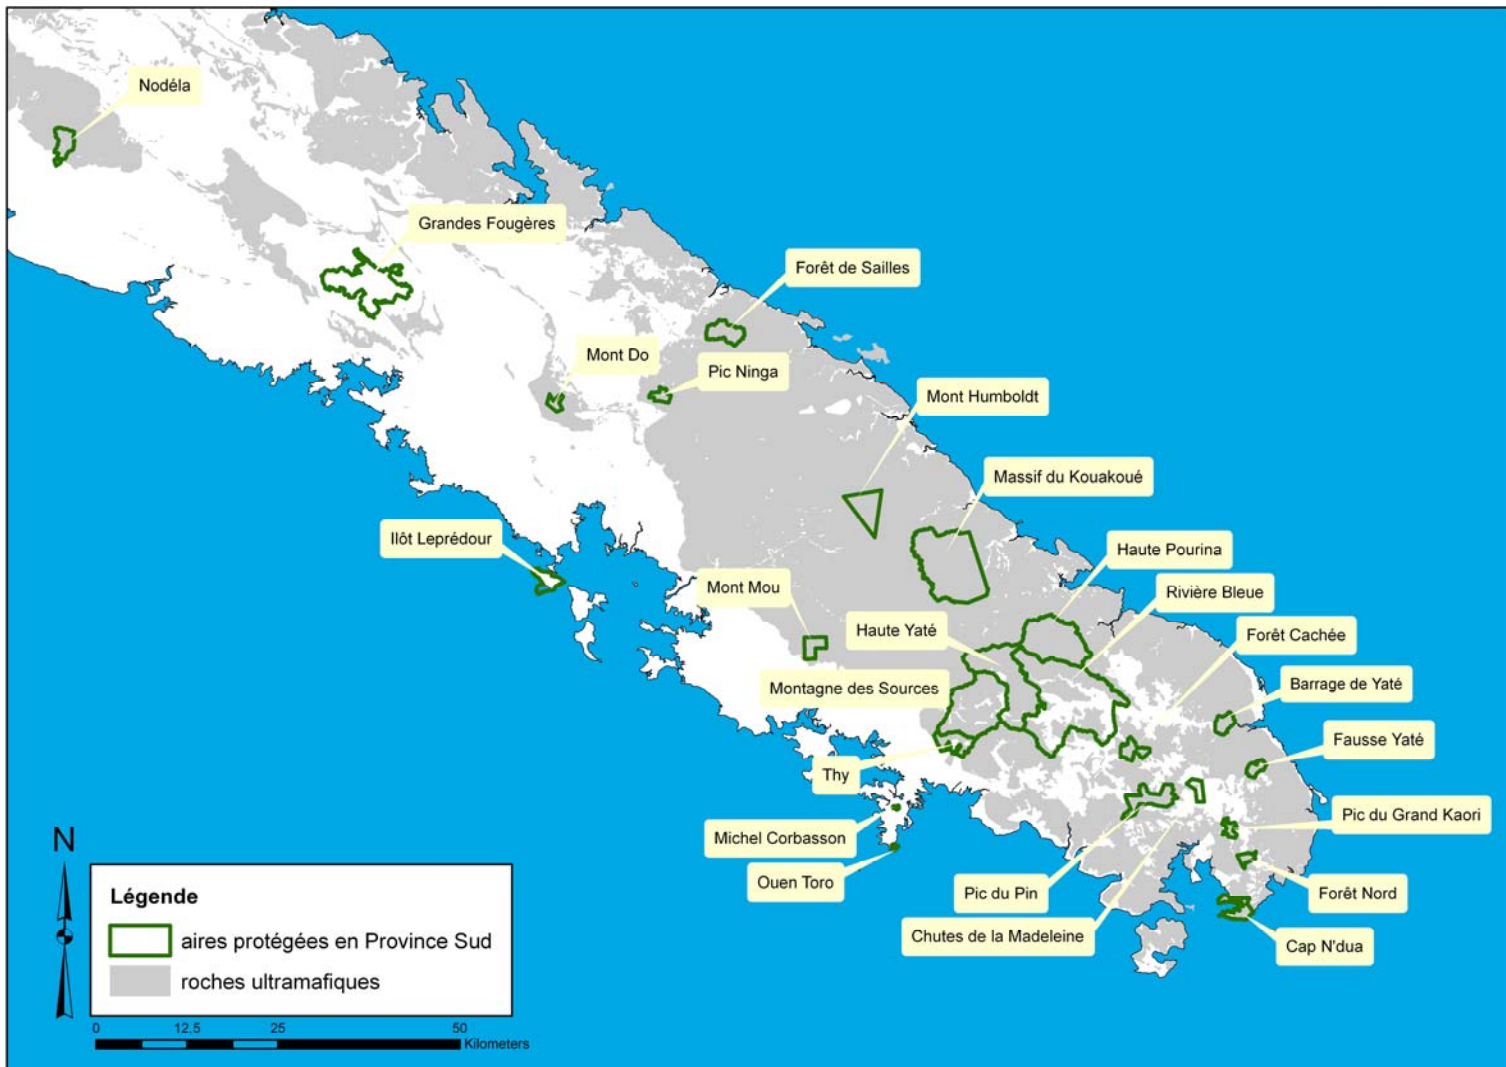 Nodéla
Grandes Fougères
Forêt de Sailles
Mont Do
Pic Ninga
Mont Humboldt
Massif du Kouakoué
Ilôt Leprédour
Haute Pourina
Mont Mou
Rivière Bleue
Haute Yaté
Forêt Cachée
Montagne des Sources
Barrage de Yaté
Fausse Yaté
Thy
Pic du Grand Kaori
Michel Corbasson
Ouen Toro
Pic du Pin
Forêt Nord
Chutes de la Madeleine
Cap N'dua
N
Légende
aires protégées en Province Sud
roches ultramafiques
0 12,5 25 50
Kilometers